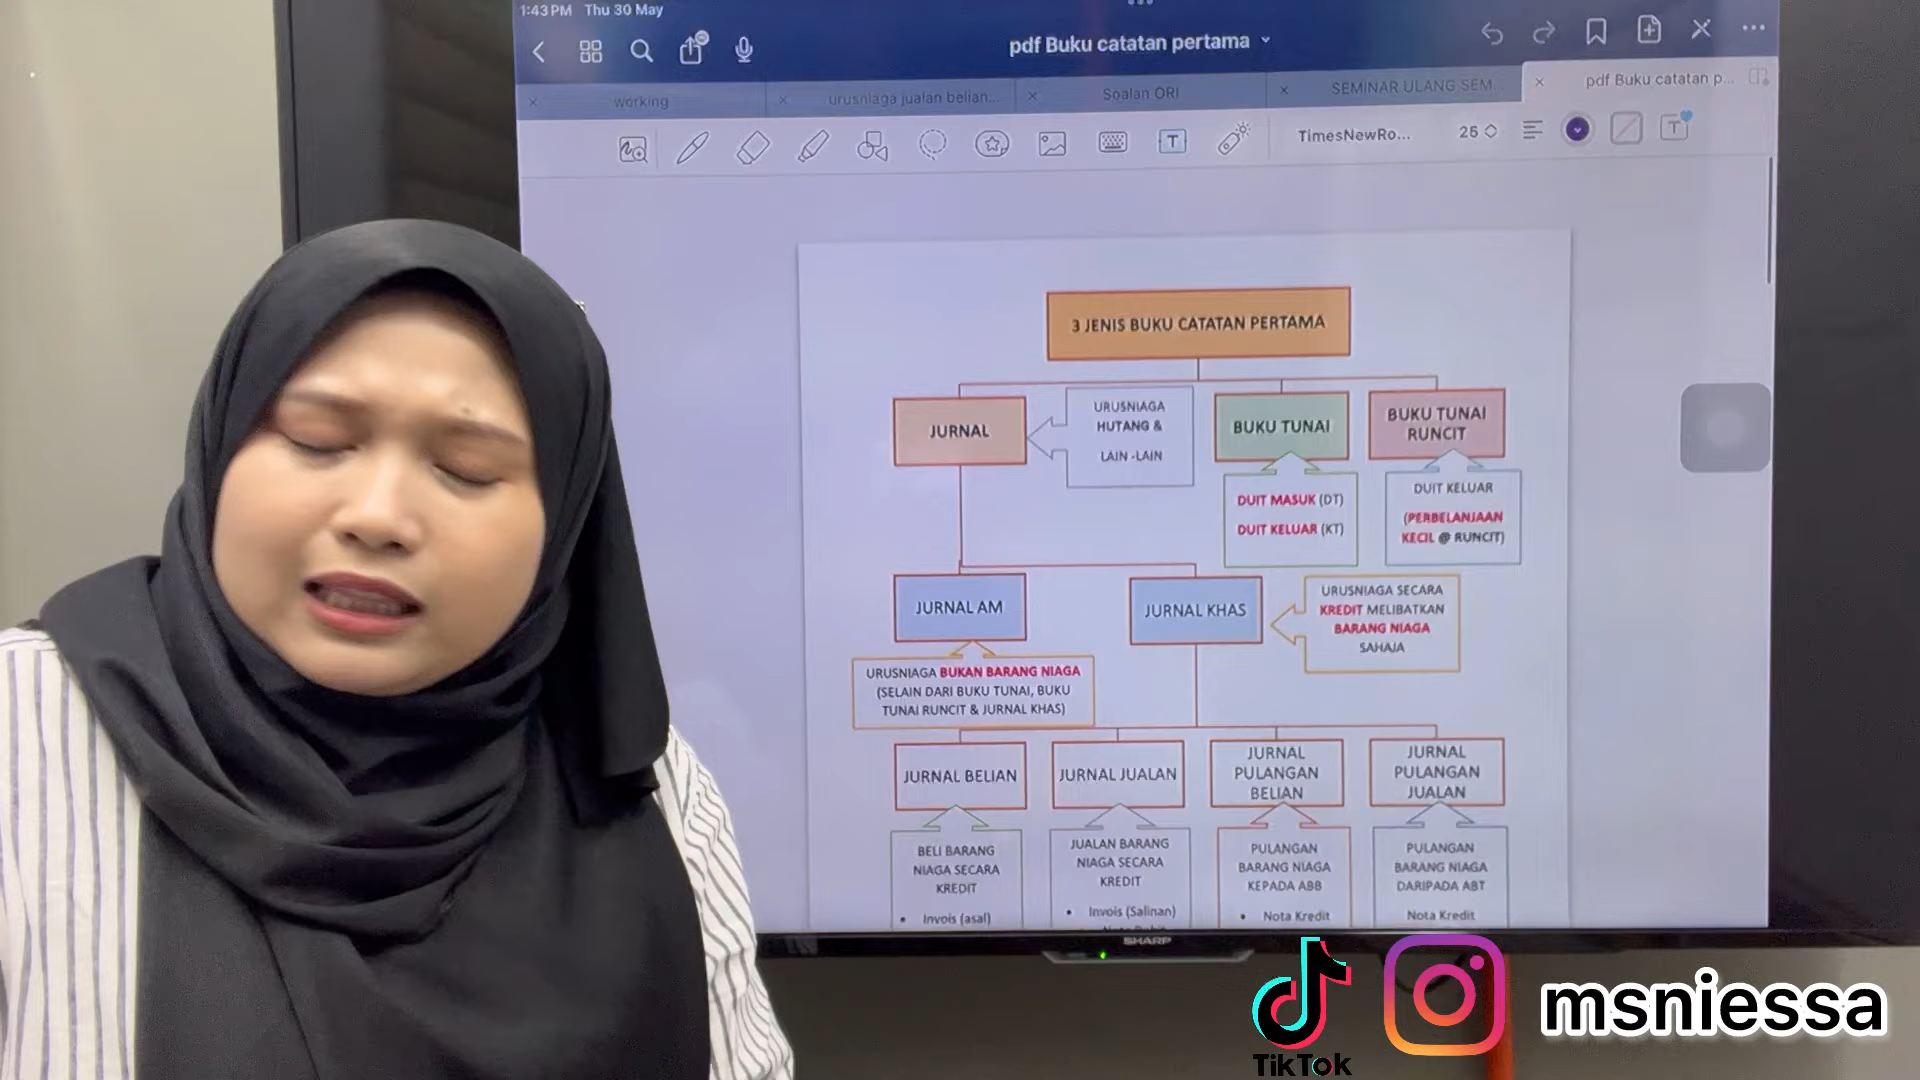 1:43 PM Thu 30 May
pdf Buku catatan pertama
working
urusniaga jualan belian...
Soalan ORI
SEMINAR ULANG SEM...
pdf Buku catatan p...
TimesNewRo...
25
3 JENIS BUKU CATATAN PERTAMA
JURNAL
URUSNIAGA
HUTANG &
LAIN -LAIN
BUKU TUNAI
BUKU TUNAI
RUNCIT
DUIT MASUK (DT)
DUIT KELUAR (KT)
DUIT KELUAR
(PERBELANJAAN
KECIL @ RUNCIT)
JURNAL AM
JURNAL KHAS
URUSNIAGA SECARA
KREDIT MELIBATKAN
BARANG NIAGA
SAHAJA
URUSNIAGA BUKAN BARANG NIAGA
(SELAIN DARI BUKU TUNAI, BUKU
TUNAI RUNCIT & JURNAL KHAS)
JURNAL BELIAN
JURNAL JUALAN
JURNAL
PULANGAN
BELIAN
JURNAL
PULANGAN
JUALAN
BELI BARANG
NIAGA SECARA
KREDIT
• Invois (asal)
JUALAN BARANG
NIAGA SECARA
KREDIT
• Invois (Salinan)
PULANGAN
BARANG NIAGA
KEPADA ABB
• Nota Kredit
PULANGAN
BARANG NIAGA
DARIPADA ABT
Nota Kredit
SHARP
TikTok
msniessa